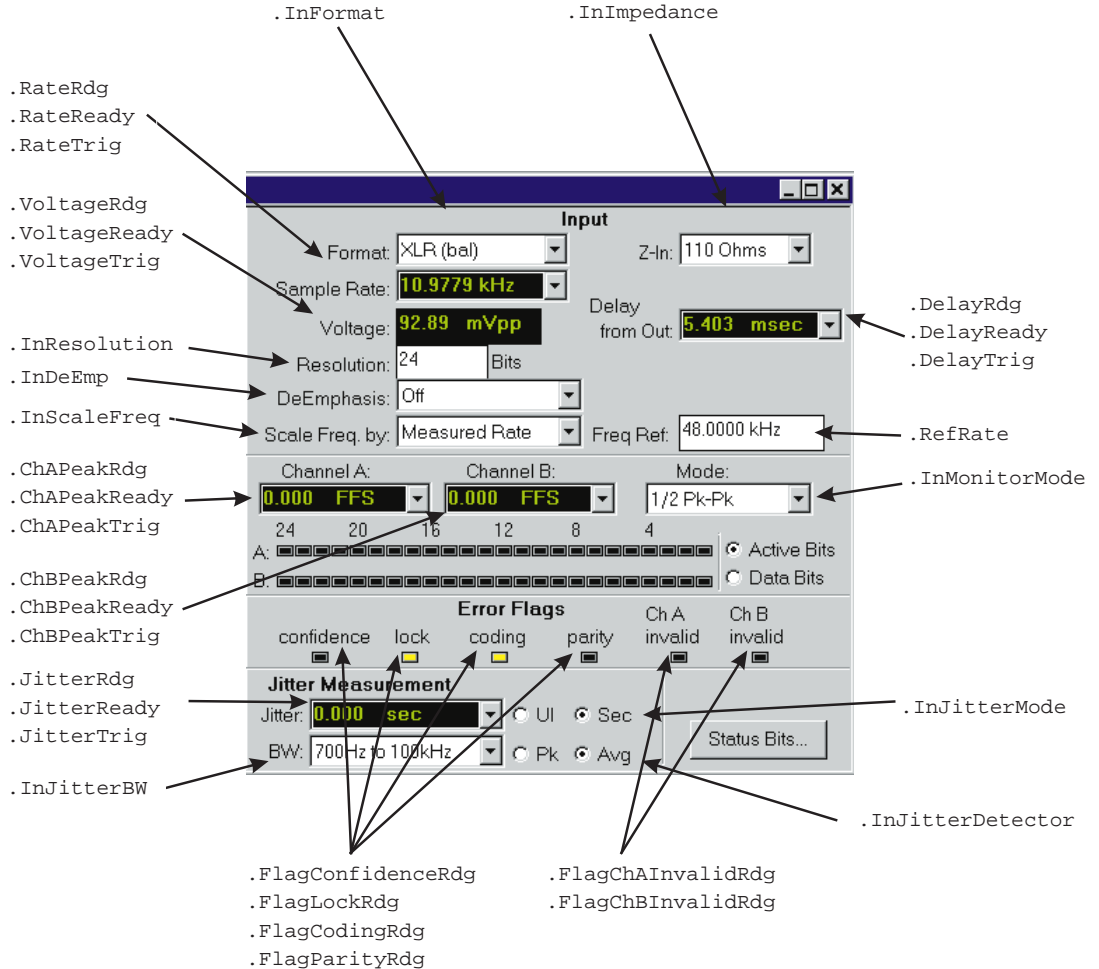 .InFormat
.InImpedance
.RateRdg
.RateReady
.RateTrig
.VoltageRdg
.VoltageReady
.VoltageTrig
Input
Format: XLR (bal)
Z-In: 110 Ohms
Sample Rate: 10.9779 kHz
Voltage: 92.89 mVpp
Delay
from Out: 5.403 msec
.DelayRdg
.DelayReady
.DelayTrig
.InResolution
Resolution: 24 Bits
.InDeEmp
DeEmphasis: Off
.InScaleFreq
Scale Freq. by: Measured Rate
Freq Ref: 48.0000 kHz
.RefRate
.ChAPeakRdg
.ChAPeakReady
.ChAPeakTrig
Channel A: Channel B: Mode:
0.000 FFS 0.000 FFS 1/2 Pk-Pk
.InMonitorMode
24 20 16 12 8 4
A: Active Bits
B: Data Bits
.ChBPeakRdg
.ChBPeakReady
.ChBPeakTrig
Error Flags
confidence lock coding parity
Ch A
invalid
Ch B
invalid
.JitterRdg
.JitterReady
.JitterTrig
Jitter Measurement
Jitter: 0.000 sec UI Sec
BW: 700Hz to 100kHz Pk Avg
Status Bits...
.InJitterMode
.InJitterBW
.InJitterDetector
.FlagConfidenceRdg
.FlagLockRdg
.FlagCodingRdg
.FlagParityRdg
.FlagChAInvalidRdg
.FlagChBInvalidRdg